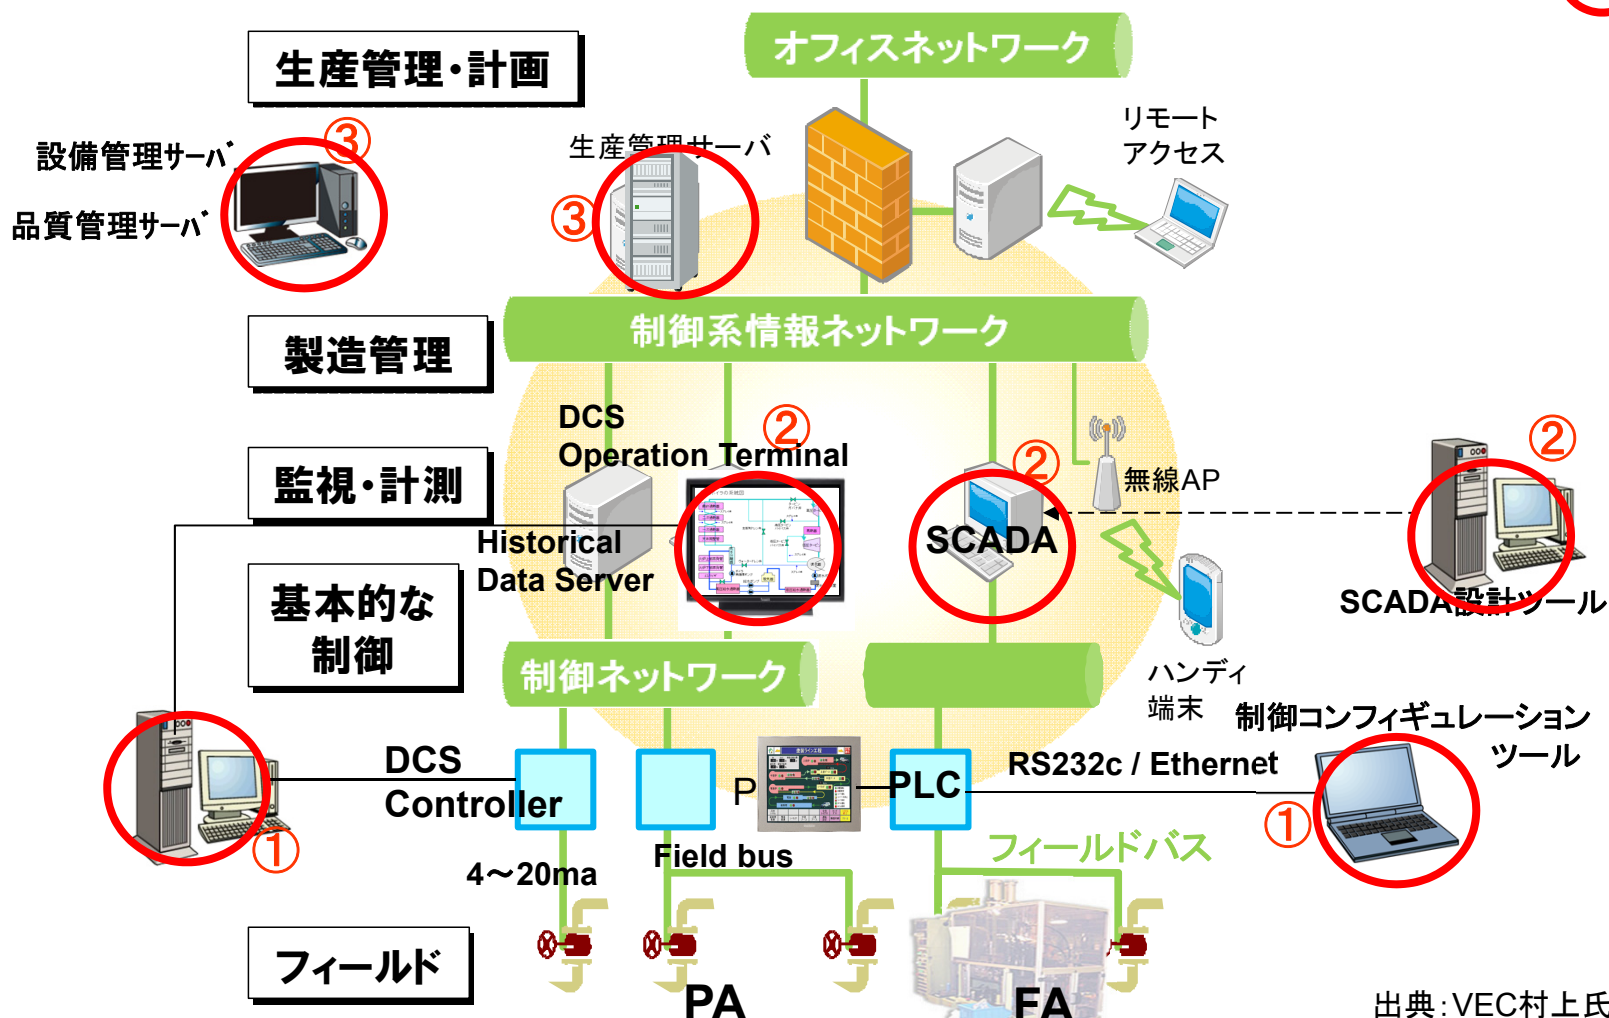 オフィスネットワーク
生産管理・計画
リモート
アクセス
③
生産管理サーバ
設備管理サーバ
③
品質管理サーバ
制御系情報ネットワーク
製造管理
DCS
Operation Terminal
②
②
②
監視・計測
無線AP
SCADA
Historical
Data Server
SCADA設計ツール
基本的な
制御
制御ネットワーク
ハンディ
端末
制御コンフィギュレーション
ツール
DCS
Controller
P
PLC
RS232c / Ethernet
①
①
フィールドバス
Field bus
4～20ma
フィールド
PA
FA
出典：VEC村上氏